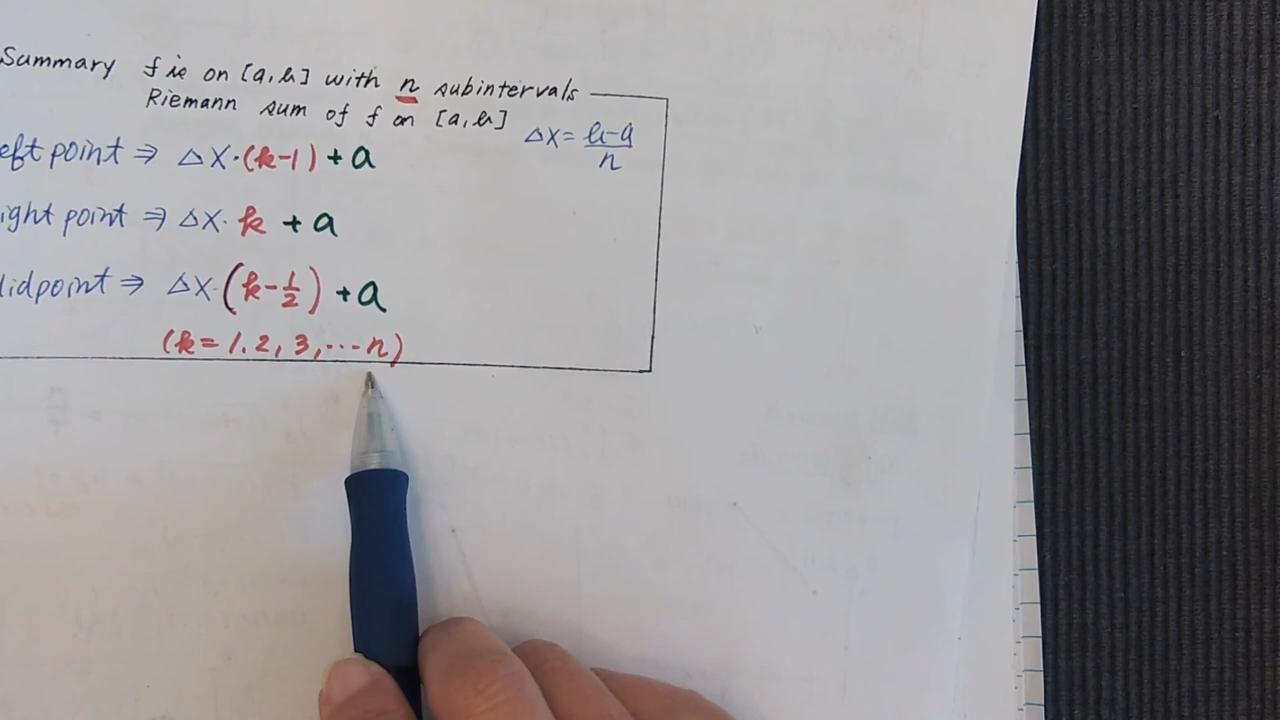 Summary f is on [a,b] with n subintervals
Riemann sum of f on [a,b]
Δx = b-a/n
eft point ⇒ Δx·(k-1) + a
ight point ⇒ Δx·k + a
idpoint ⇒ Δx·(k-1/2) + a
(k = 1.2, 3, ··· n)